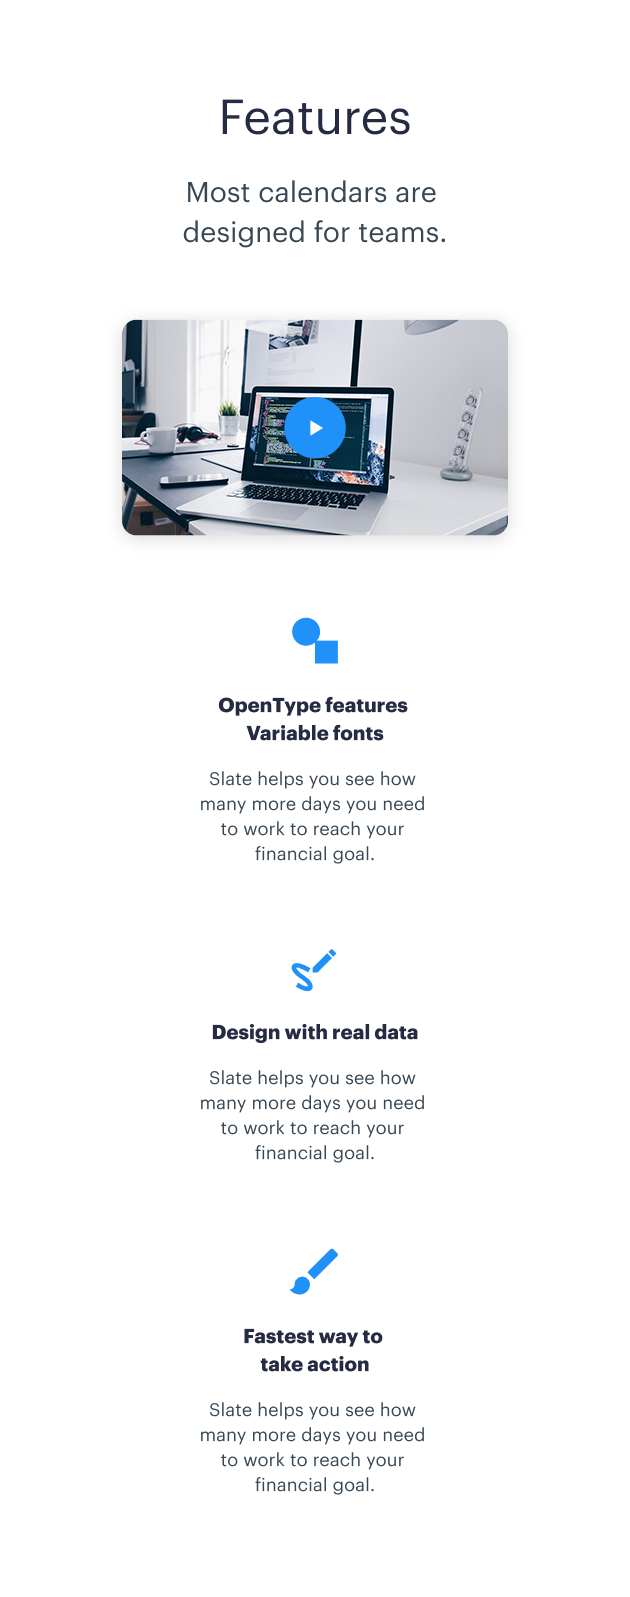 Features
Most calendars are
designed for teams.
OpenType features
Variable fonts
Slate helps you see how
many more days you need
to work to reach your
financial goal.
Design with real data
Slate helps you see how
many more days you need
to work to reach your
financial goal.
Fastest way to
take action
Slate helps you see how
many more days you need
to work to reach your
financial goal.